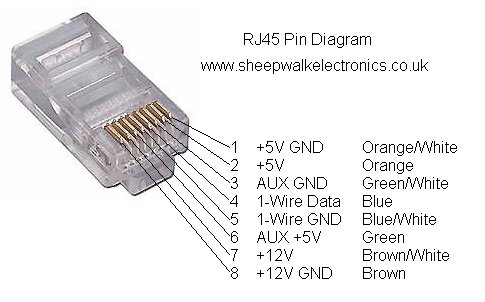 RJ45 Pin Diagram
www.sheepwalkelectronics.co.uk
1 +5V GND Orange/White
2 +5V Orange
3 AUX GND Green/White
4 1-Wire Data Blue
5 1-Wire GND Blue/White
6 AUX +5V Green
7 +12V Brown/White
8 +12V GND Brown